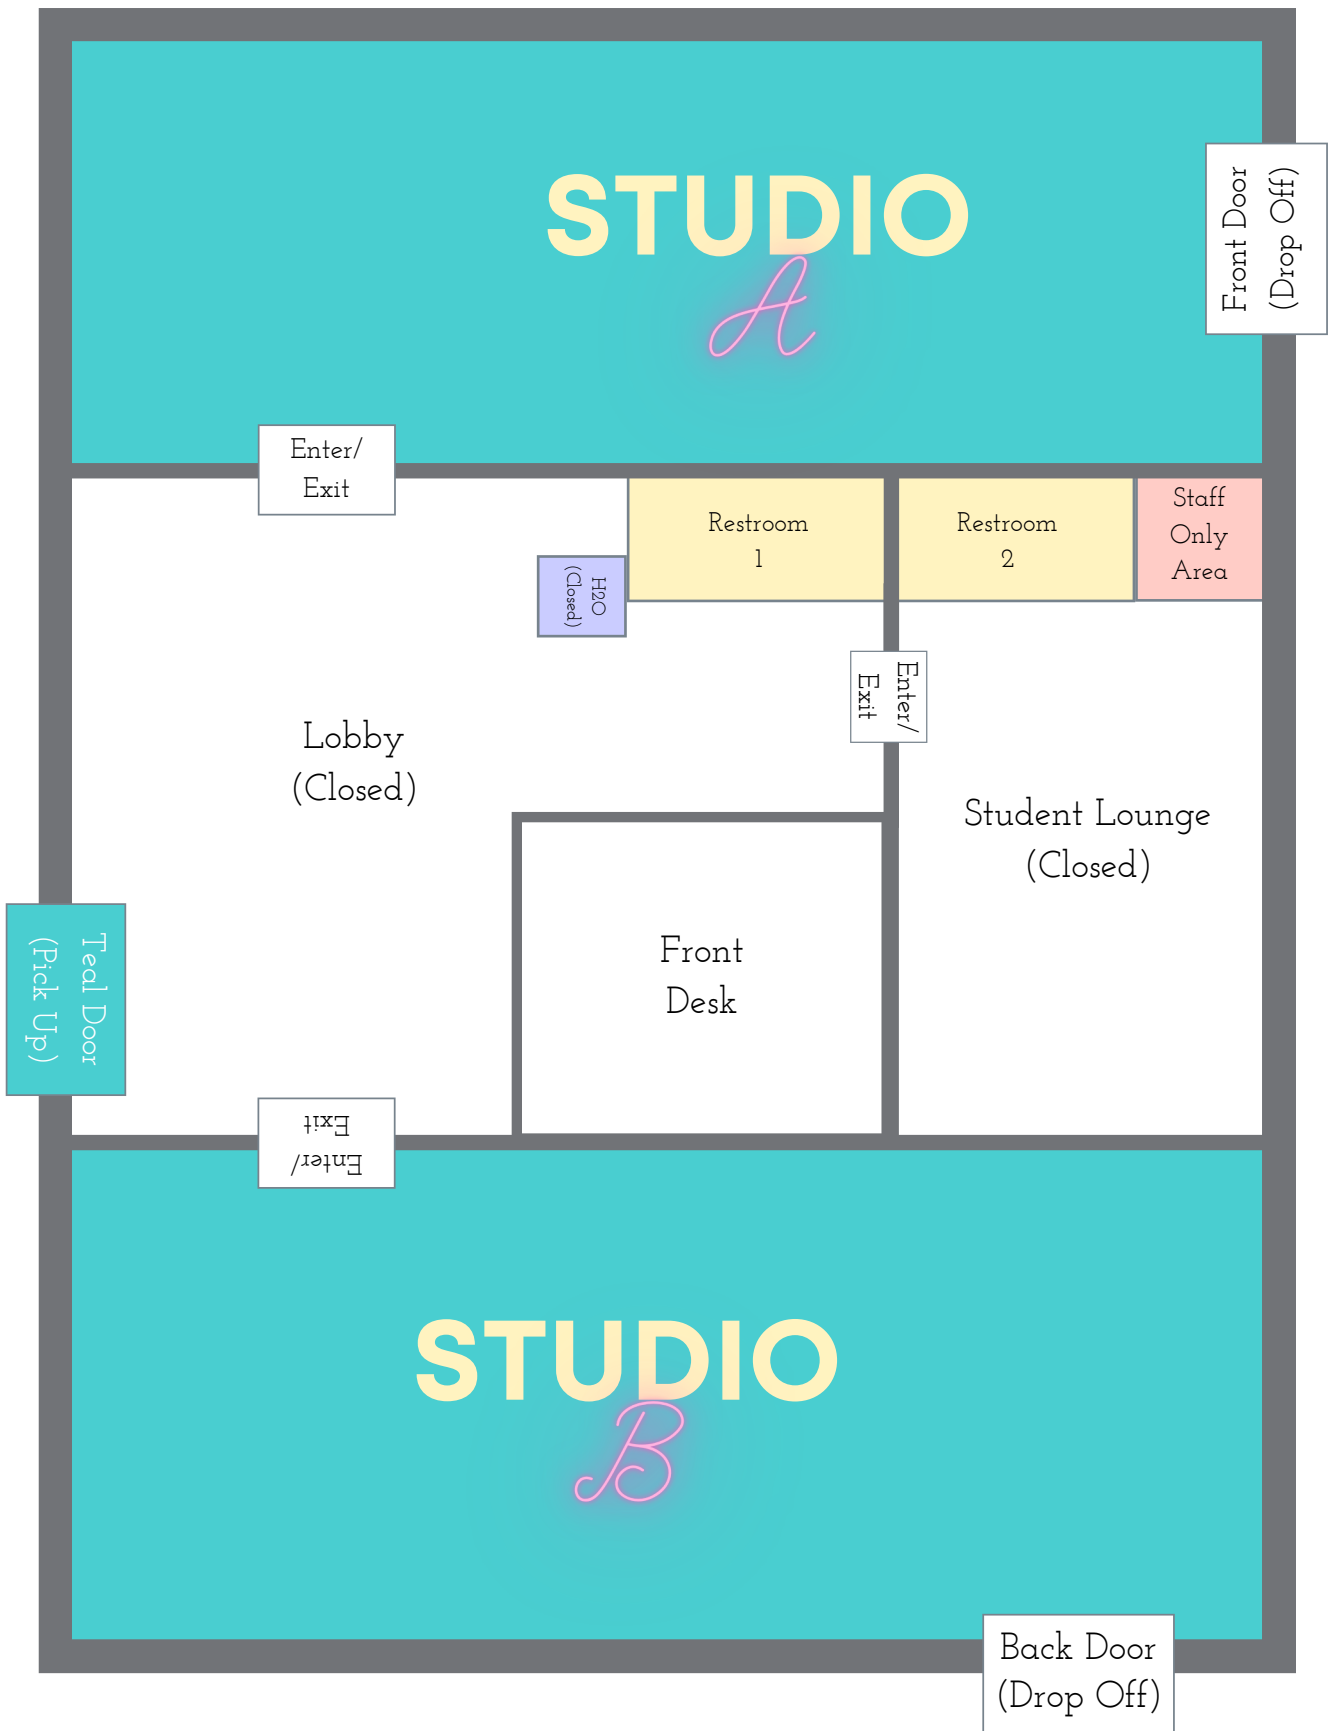 STUDIO
A
Front Door
(Drop Off)
Enter/
Exit
Restroom
1
Restroom
2
Staff
Only
Area
H2O
(Closed)
Enter/
Exit
Lobby
(Closed)
Student Lounge
(Closed)
Front
Desk
Teal Door
(Pick Up)
Enter/
Exit
STUDIO
B
Back Door
(Drop Off)